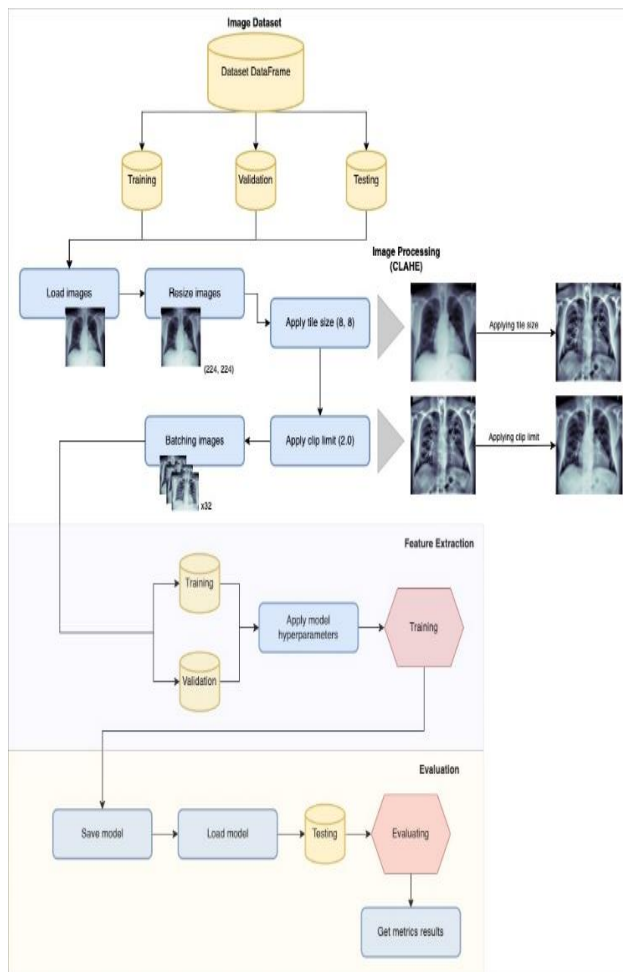 Image Dataset
Dataset DataFrame
Training
Validation
Testing
Image Processing
(CLAHE)
Load images
Resize images
(224, 224)
Apply tile size (8, 8)
Applying tile size
Batching images
x32
Apply clip limit (2.0)
Applying clip limit
Feature Extraction
Training
Validation
Apply model
hyperparameters
Training
Evaluation
Save model
Load model
Testing
Evaluating
Get metrics results